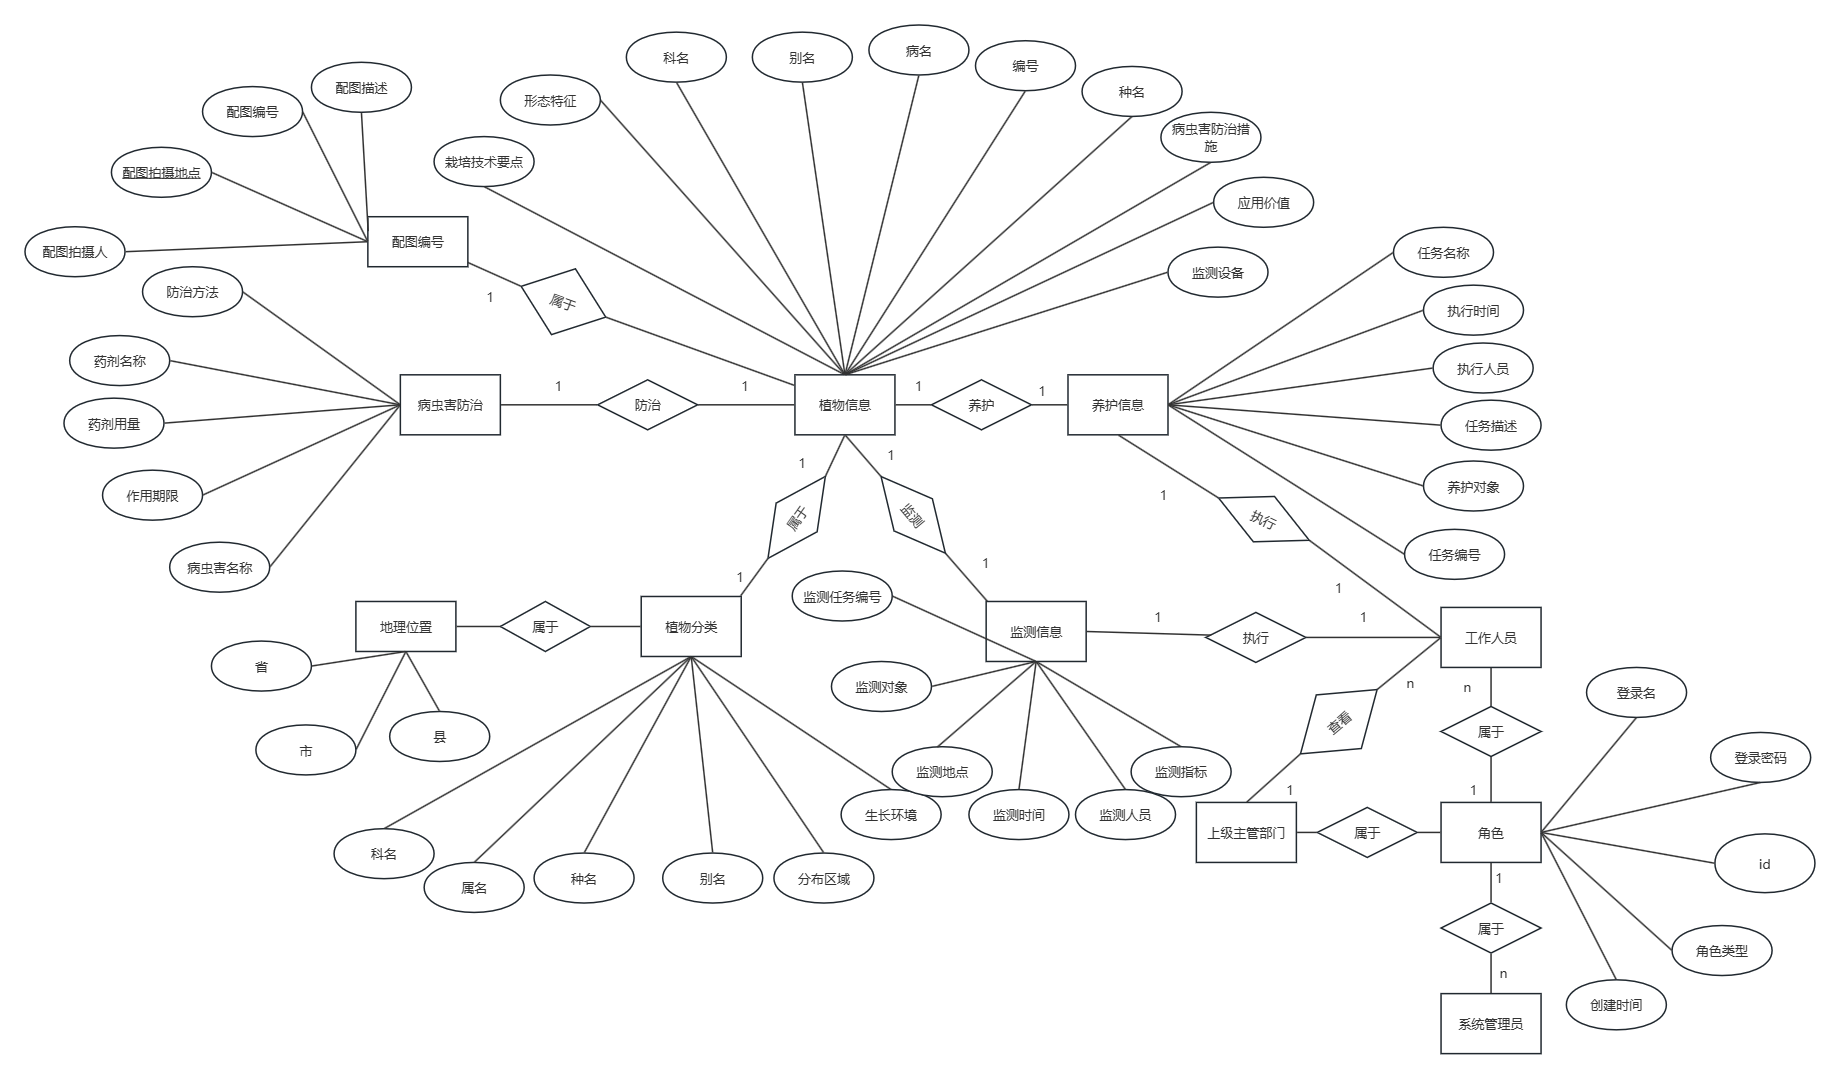 科名
别名
病名
编号
种名
形态特征
配图描述
配图编号
病虫害防治措
施
栽培技术要点
配图拍摄地点
应用价值
配图编号
配图拍摄人
任务名称
监测设备
防治方法
1
属于
执行时间
药剂名称
执行人员
1
1
1
1
病虫害防治
防治
植物信息
养护
养护信息
药剂用量
任务描述
1
1
养护对象
作用期限
1
属于
监测
执行
任务编号
病虫害名称
1
1
1
监测任务编号
地理位置
属于
植物分类
监测信息
1
执行
1
工作人员
省
监测对象
n
n
登录名
市
县
查看
属于
登录密码
监测地点
监测指标
1
1
生长环境
监测时间
监测人员
上级主管部门
属于
角色
科名
属名
种名
别名
分布区域
id
1
属于
角色类型
n
创建时间
系统管理员